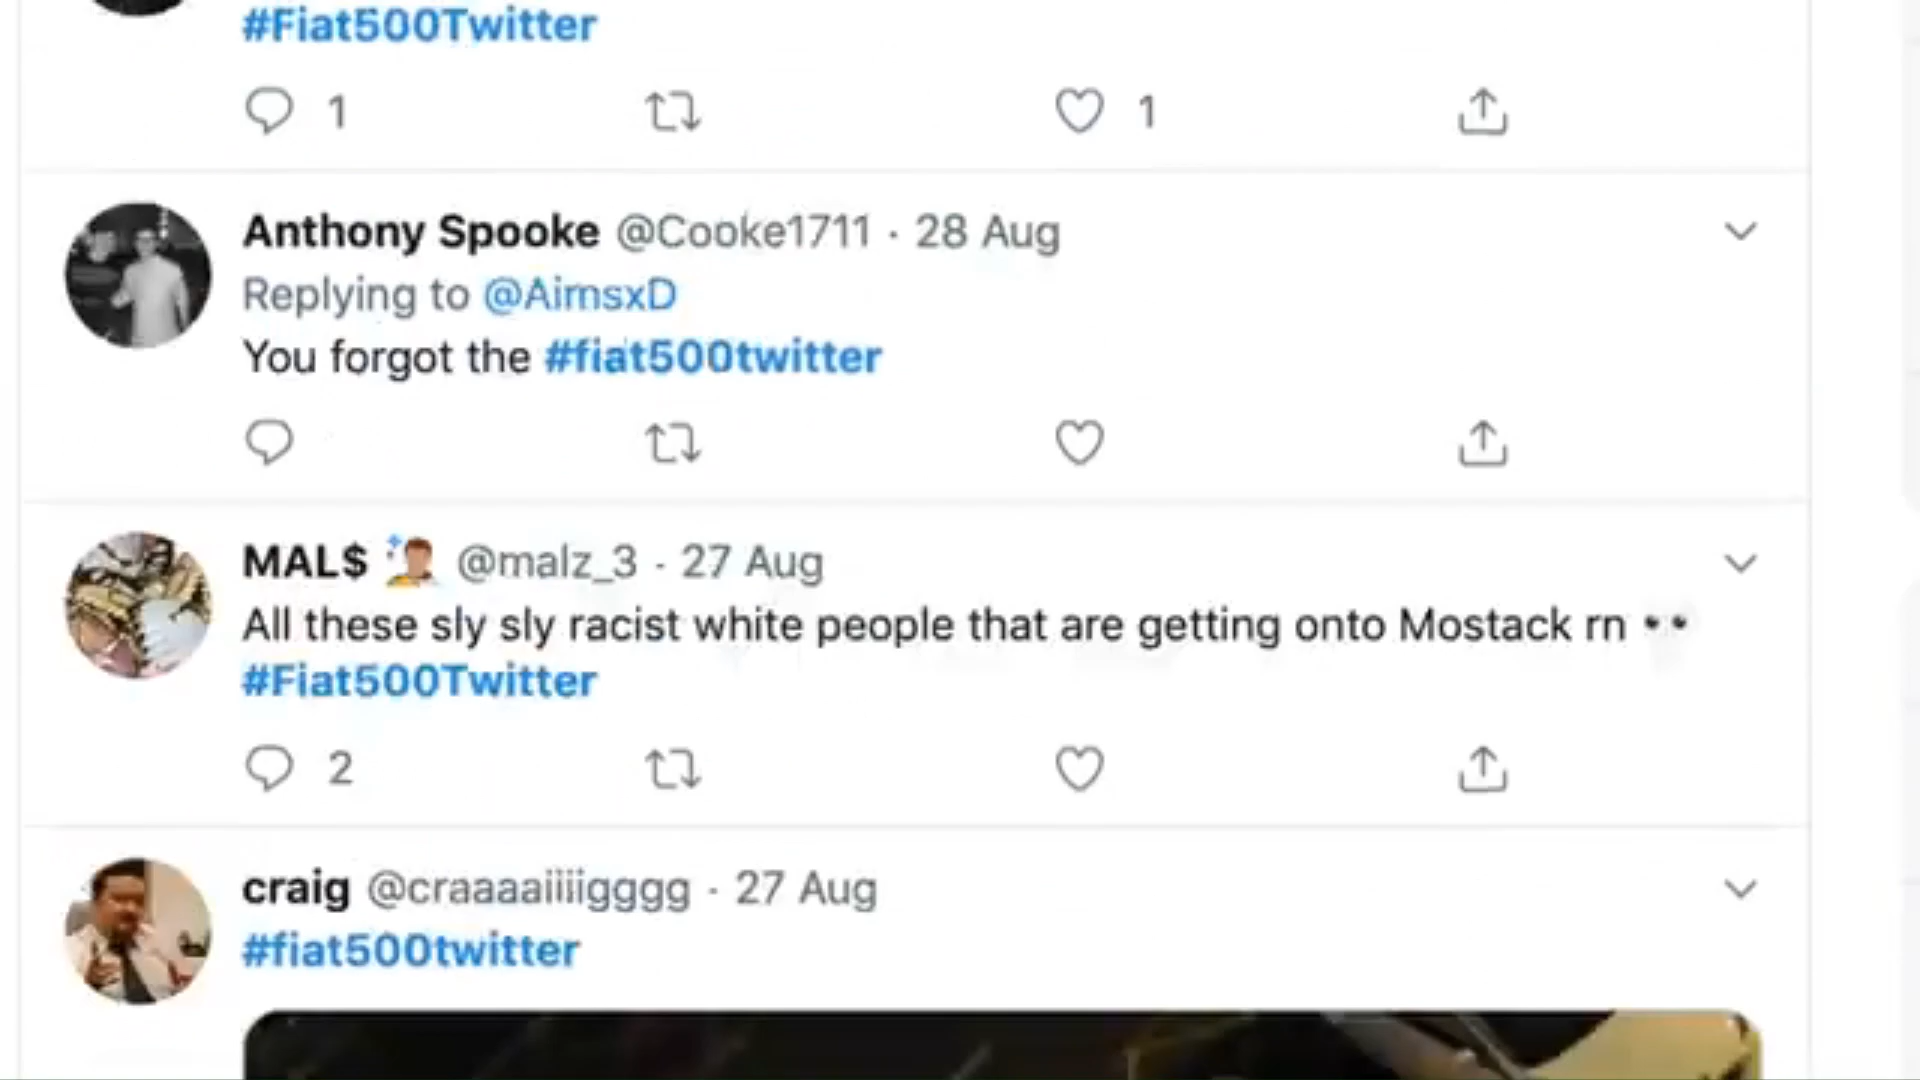 #Fiat500Twitter
1 1
Anthony Spooke @Cooke1711 · 28 Aug
Replying to @AimsxD
You forgot the #fiat500twitter
MAL$ @malz_3 · 27 Aug
All these sly sly racist white people that are getting onto Mostack rn 👀
#Fiat500Twitter
2
craig @craaaaiiiigggg · 27 Aug
#fiat500twitter